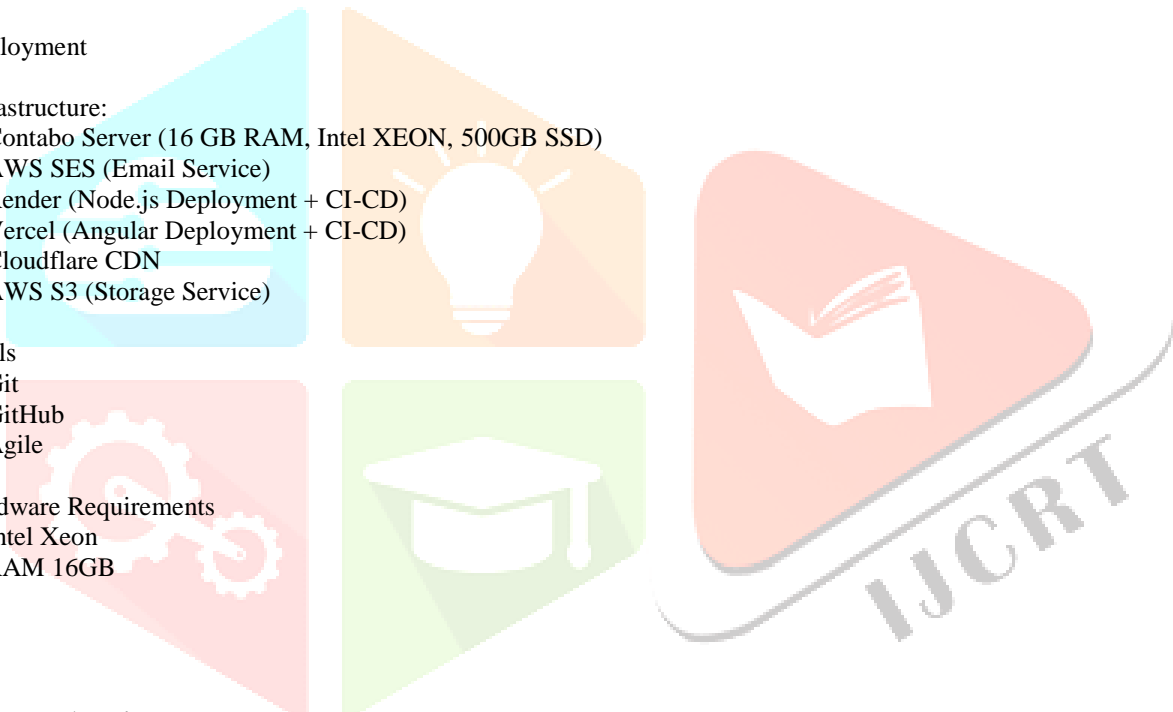 loyment
astructure:
Contabo Server (16 GB RAM, Intel XEON, 500GB SSD)
AWS SES (Email Service)
Render (Node.js Deployment + CI-CD)
Vercel (Angular Deployment + CI-CD)
Cloudflare CDN
AWS S3 (Storage Service)
ls
Git
GitHub
Agile
dware Requirements
Intel Xeon
RAM 16GB
IJCRT